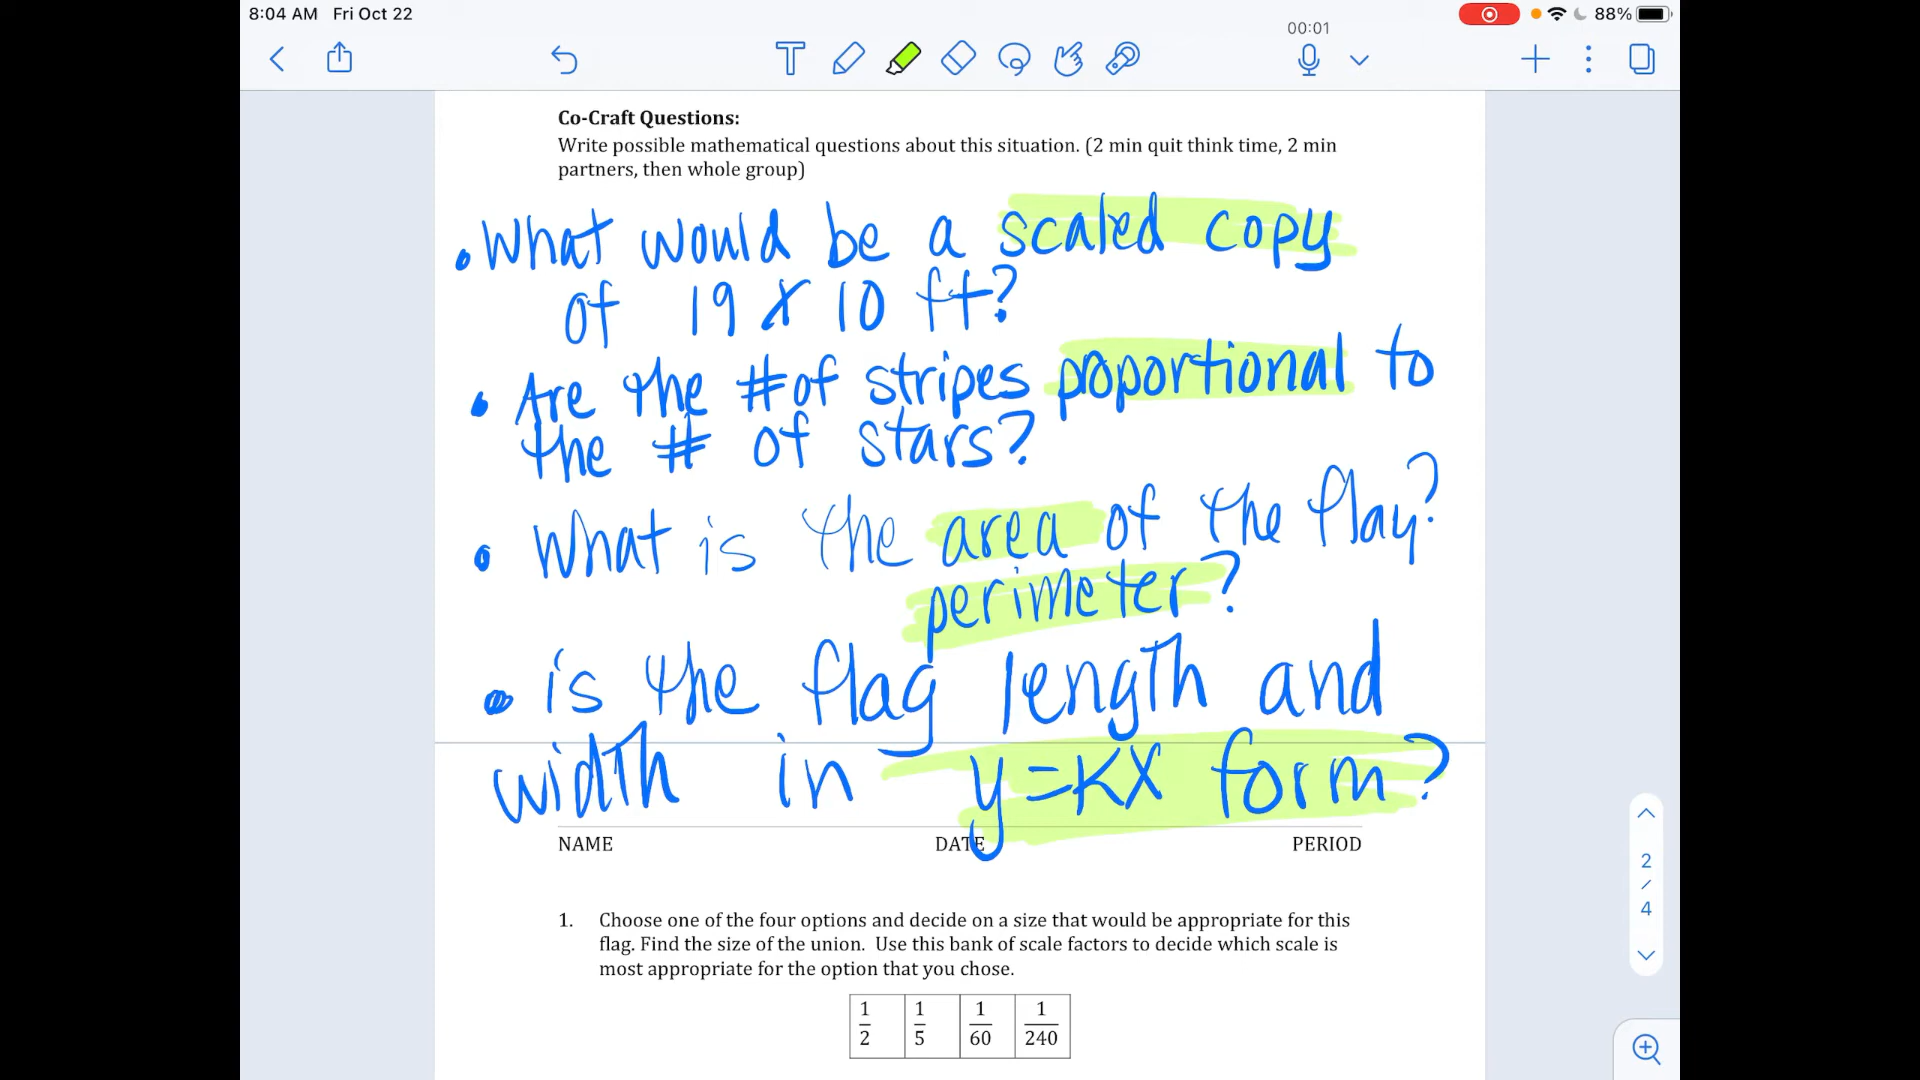 8:04 AM Fri Oct 22
88%
00:01
Co-Craft Questions:
Write possible mathematical questions about this situation. (2 min quit think time, 2 min
partners, then whole group)
• What would be a scaled copy
of 19 x 10 ft?
• Are the # of stripes proportional to
the # of stars?
• What is the area of the flag?
perimeter?
• is the flag length and
width in y=kx form?
NAME DATE PERIOD
1. Choose one of the four options and decide on a size that would be appropriate for this
flag. Find the size of the union. Use this bank of scale factors to decide which scale is
most appropriate for the option that you chose.
1/2 1/5 1/60 1/240
2
/
4